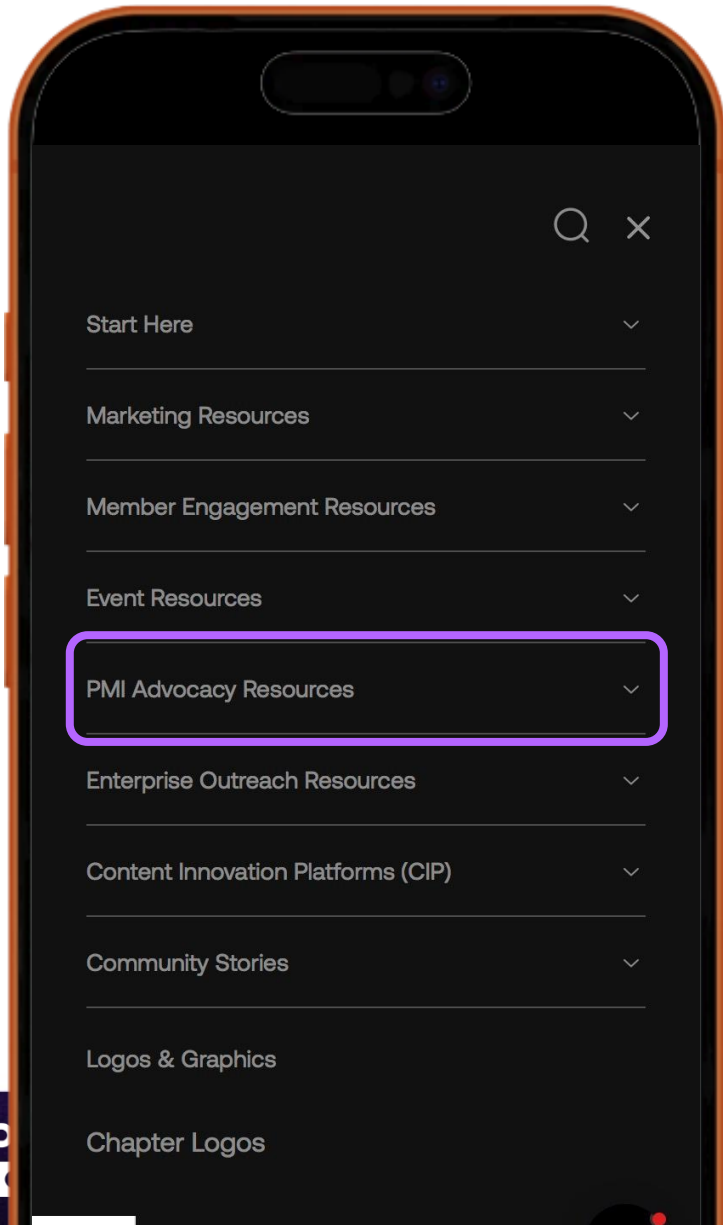 Start Here
Marketing Resources
Member Engagement Resources
Event Resources
PMI Advocacy Resources
Enterprise Outreach Resources
Content Innovation Platforms (CIP)
Community Stories
Logos & Graphics
Chapter Logos